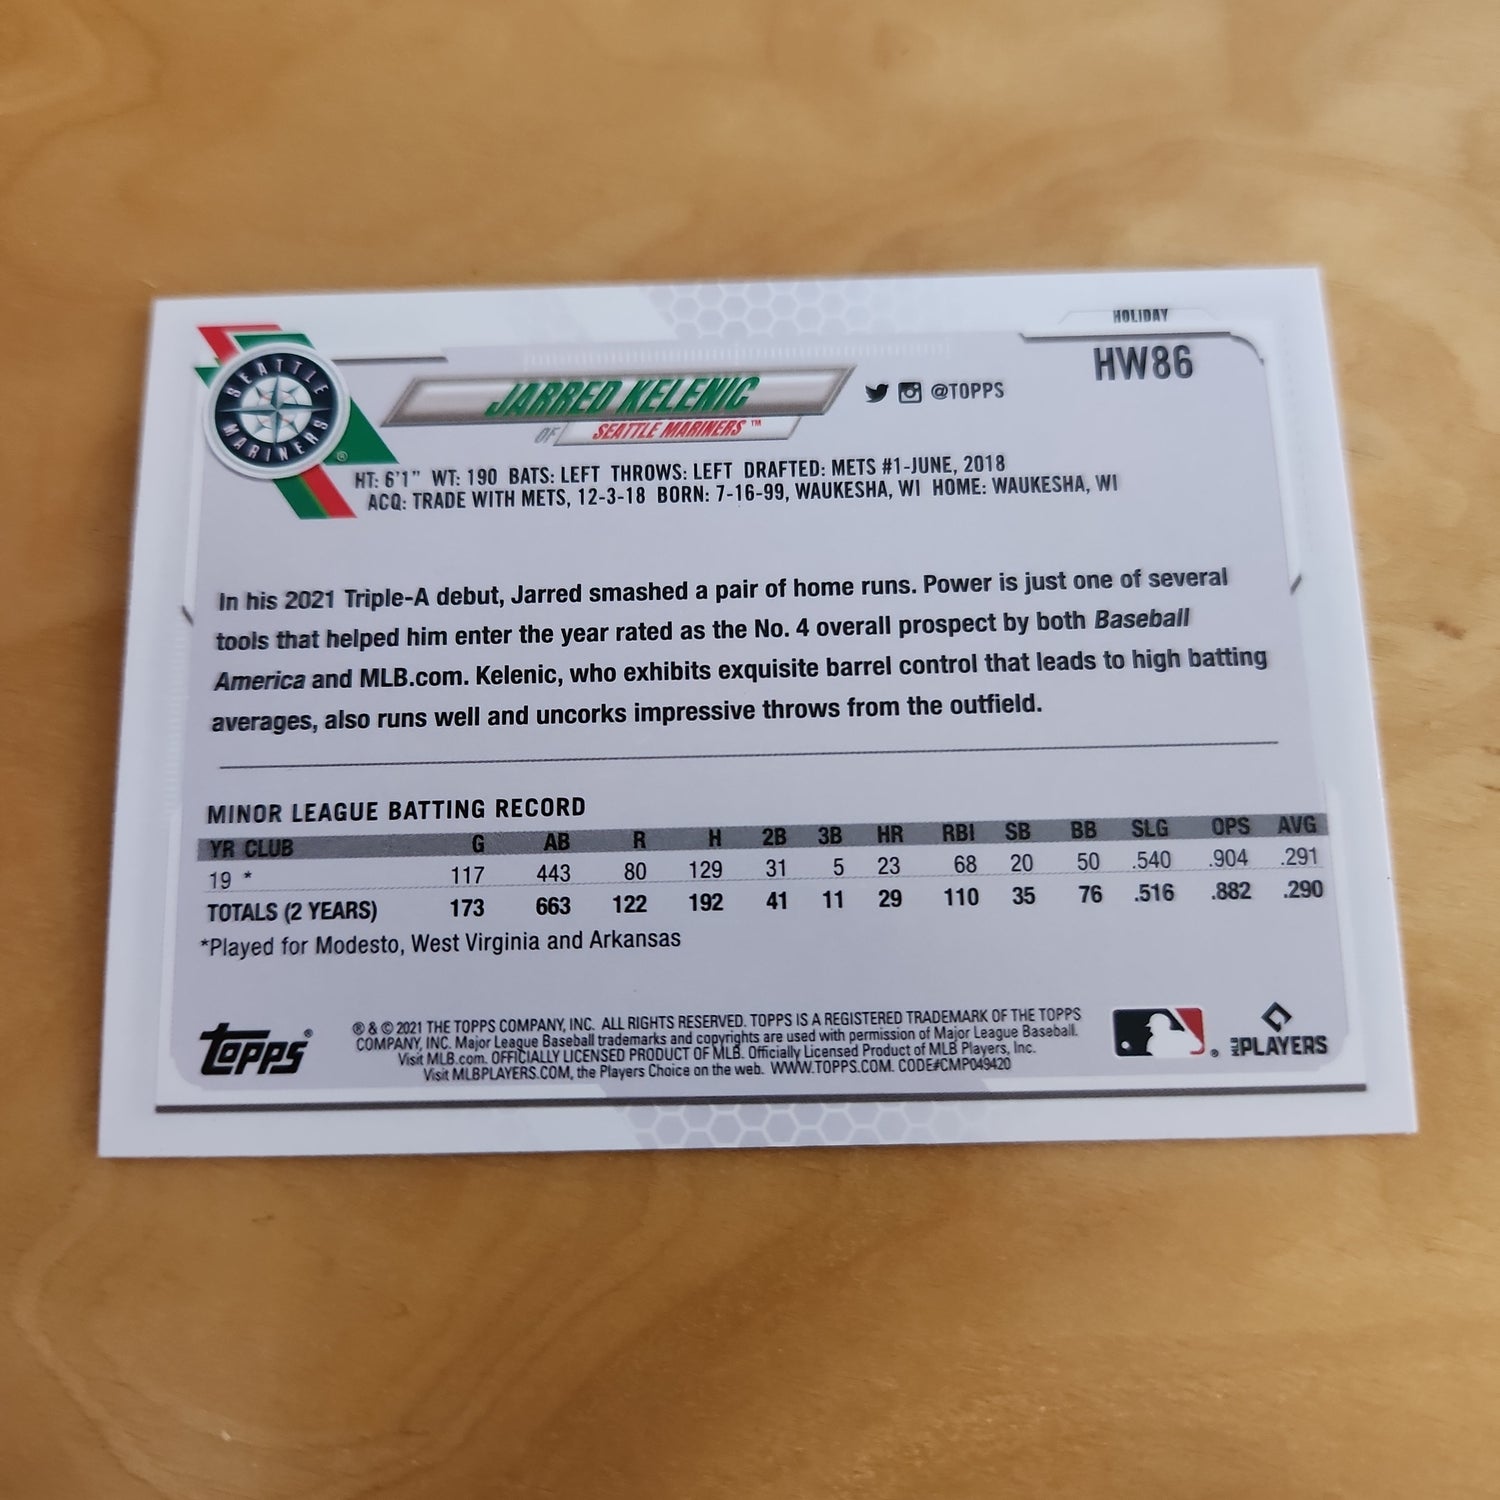 HOLIDAY
HW86
SEATTLE MARINERS ®
JARRED KELENIC
OF SEATTLE MARINERS™
@TOPPS
HT: 6'1" WT: 190 BATS: LEFT THROWS: LEFT DRAFTED: METS #1-JUNE, 2018
ACQ: TRADE WITH METS, 12-3-18 BORN: 7-16-99, WAUKESHA, WI HOME: WAUKESHA, WI
In his 2021 Triple-A debut, Jarred smashed a pair of home runs. Power is just one of several
tools that helped him enter the year rated as the No. 4 overall prospect by both Baseball
America and MLB.com. Kelenic, who exhibits exquisite barrel control that leads to high batting
averages, also runs well and uncorks impressive throws from the outfield.
MINOR LEAGUE BATTING RECORD
YR CLUB G AB R H 2B 3B HR RBI SB BB SLG OPS AVG
19 * 117 443 80 129 31 5 23 68 20 50 .540 .904 .291
TOTALS (2 YEARS) 173 663 122 192 41 11 29 110 35 76 .516 .882 .290
*Played for Modesto, West Virginia and Arkansas
Topps®
® & © 2021 THE TOPPS COMPANY, INC. ALL RIGHTS RESERVED. TOPPS IS A REGISTERED TRADEMARK OF THE TOPPS
COMPANY, INC. Major League Baseball trademarks and copyrights are used with permission of Major League Baseball.
Visit MLB.com. OFFICIALLY LICENSED PRODUCT OF MLB. Officially Licensed Product of MLB Players, Inc.
Visit MLBPLAYERS.COM, the Players Choice on the web. WWW.TOPPS.COM. CODE#CMP049420
®
MLB PLAYERS